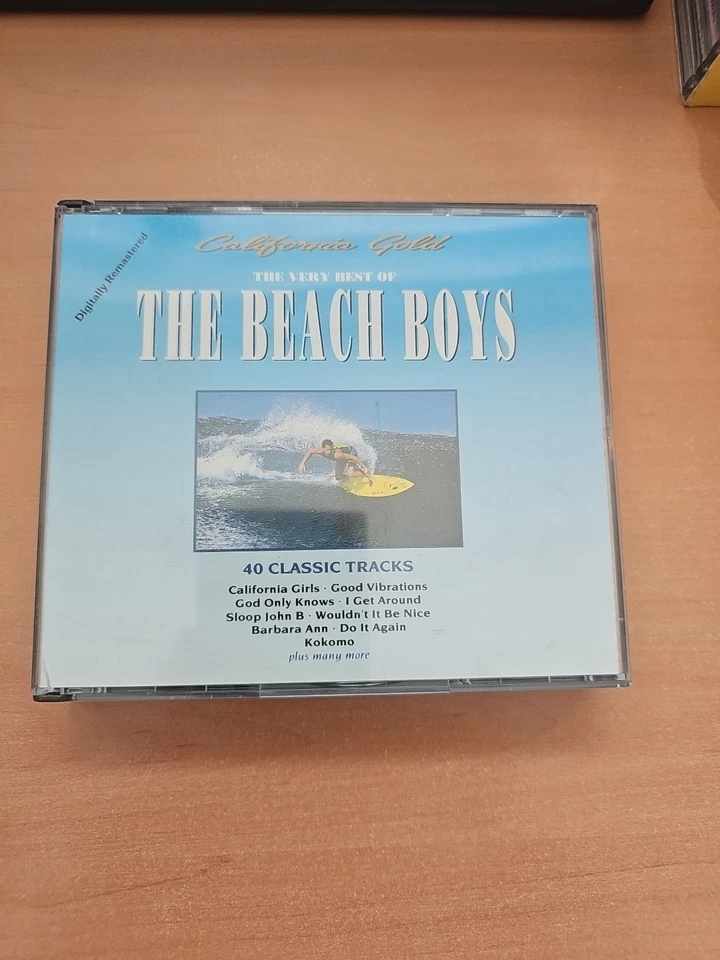 California Gold
Digitally Remastered
THE VERY BEST OF
THE BEACH BOYS
40 CLASSIC TRACKS
California Girls · Good Vibrations
God Only Knows · I Get Around
Sloop John B · Wouldn't It Be Nice
Barbara Ann · Do It Again
Kokomo
plus many more